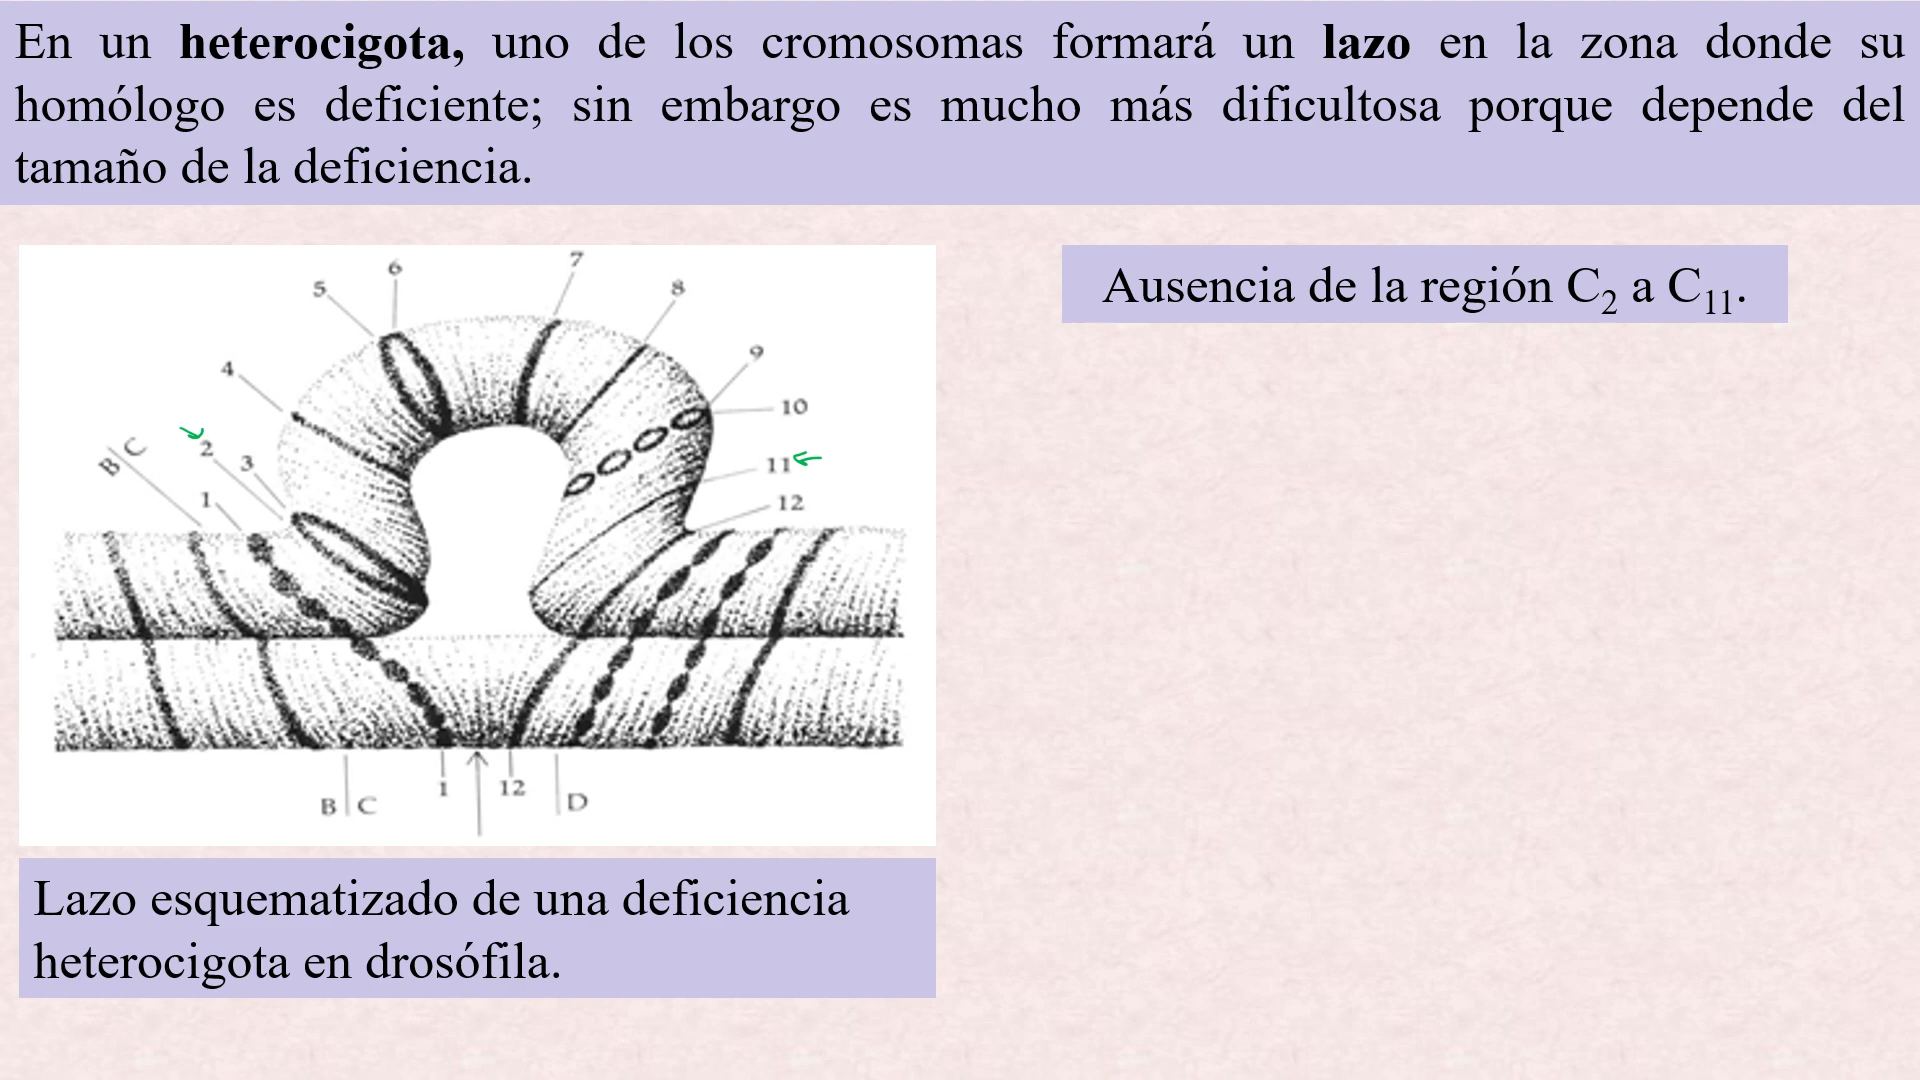 En un heterocigota, uno de los cromosomas formará un lazo en la zona donde su
homólogo es deficiente; sin embargo es mucho más dificultosa porque depende del
tamaño de la deficiencia.
Ausencia de la región C₂ a C₁₁.
7
6
5
8
9
4
10
B C
2
3
11
1
12
1
12
B C
D
Lazo esquematizado de una deficiencia
heterocigota en drosófila.